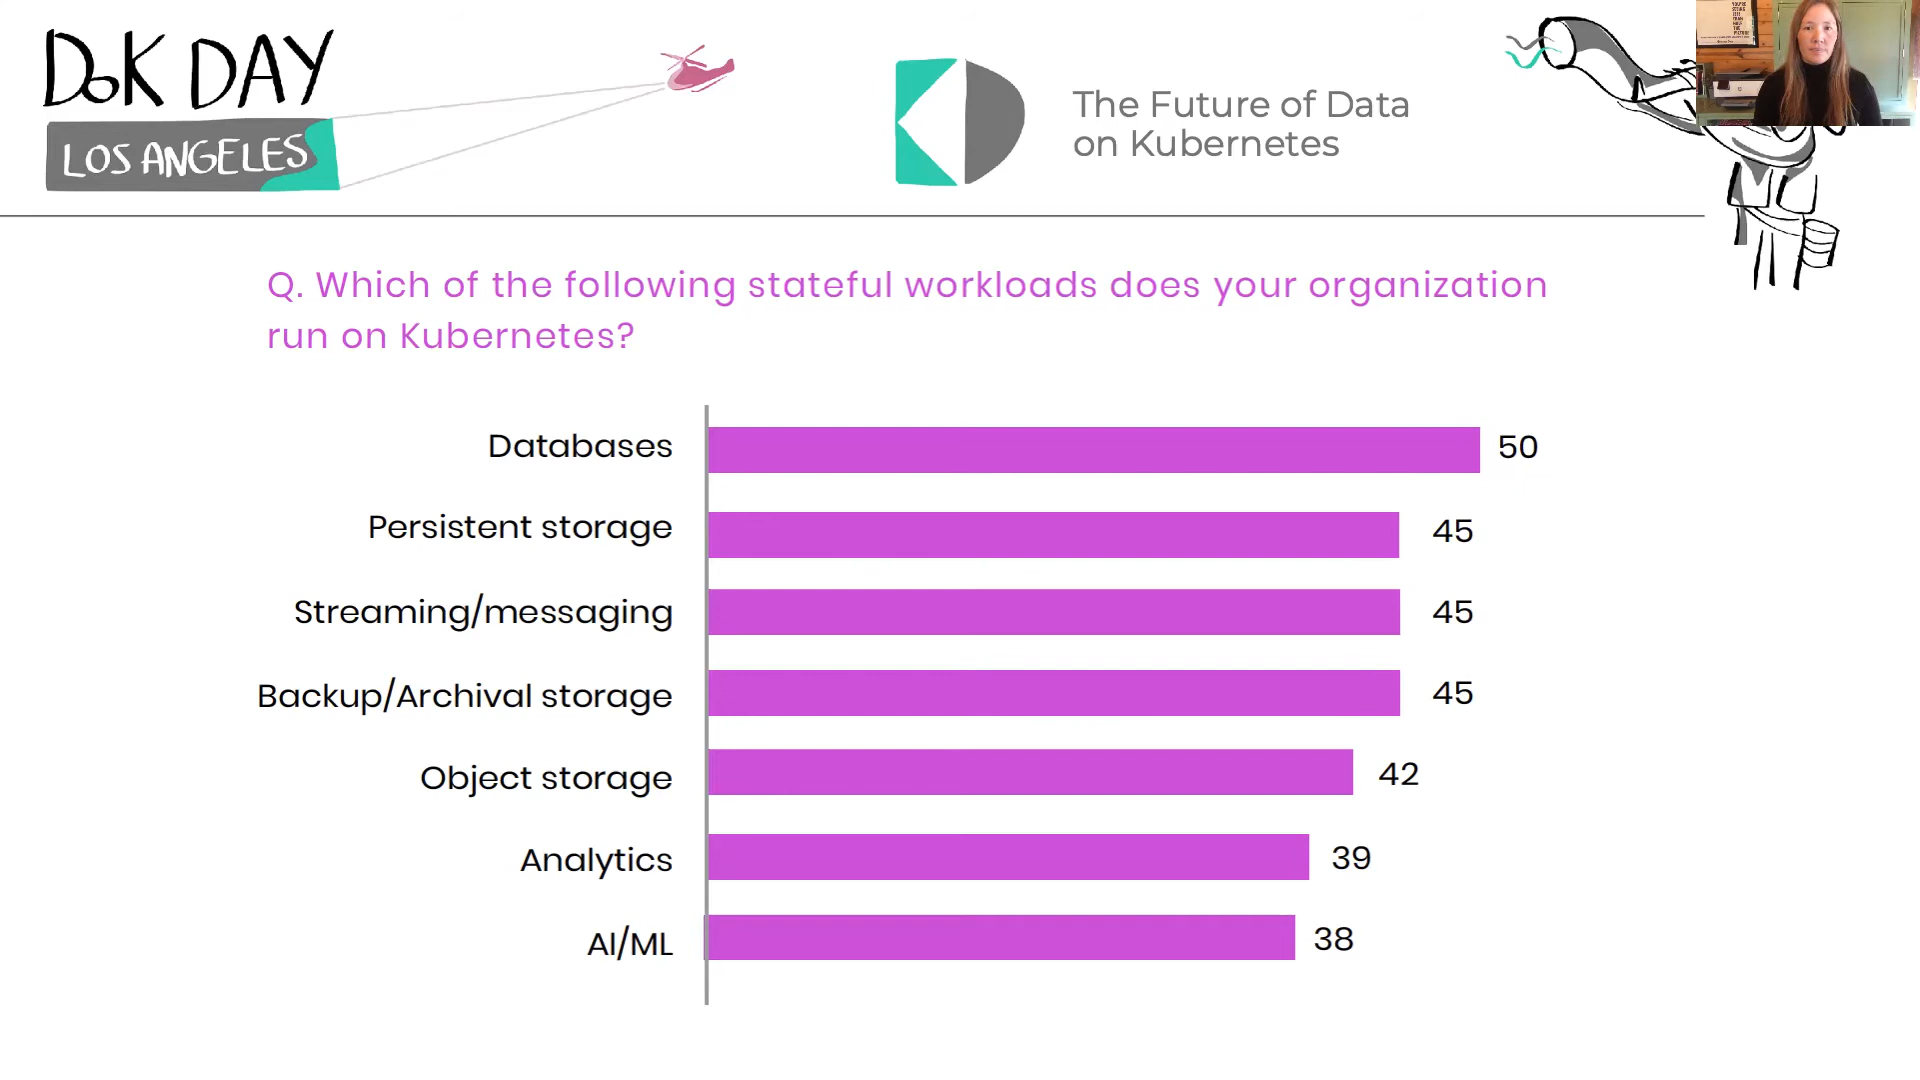 DoK DAY
LOS ANGELES
The Future of Data
on Kubernetes
Q. Which of the following stateful workloads does your organization
run on Kubernetes?
Databases 50
Persistent storage 45
Streaming/messaging 45
Backup/Archival storage 45
Object storage 42
Analytics 39
AI/ML 38